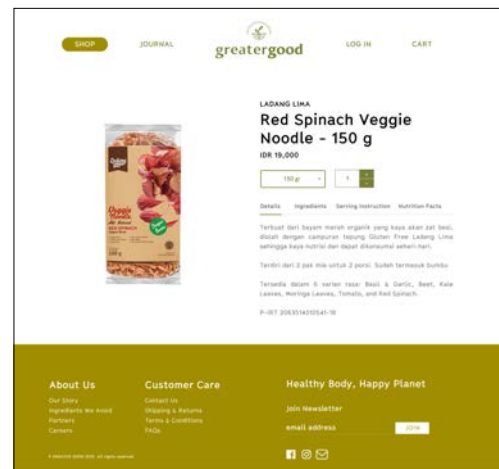 SHOP
JOURNAL
greatergood
LOG IN
CART
LADANG LIMA
Red Spinach Veggie
Noodle - 150 g
IDR 19,000
150 gr
1
Details
Ingredients
Serving Instruction
Nutrition Facts
Terbuat dari bayam merah organik yang kaya akan zat besi,
diolah dengan campuran tepung Gluten Free Ladang Lima
sehingga kaya nutrisi dan dapat dikonsumsi sehari-hari.
Terdiri dari 2 pak mie untuk 2 porsi. Sudah termasuk bumbu
Tersedia dalam 6 varian rasa: Basil & Garlic, Beet, Kale
Leaves, Moringa Leaves, Tomato, and Red Spinach.
Veggie
Noodle
RED SPINACH
About Us
Our Story
Ingredients We Avoid
Partners
Careers
Customer Care
Contact Us
Shipping & Returns
Terms & Conditions
FAQs
Healthy Body, Happy Planet
Join Newsletter
email address
JOIN